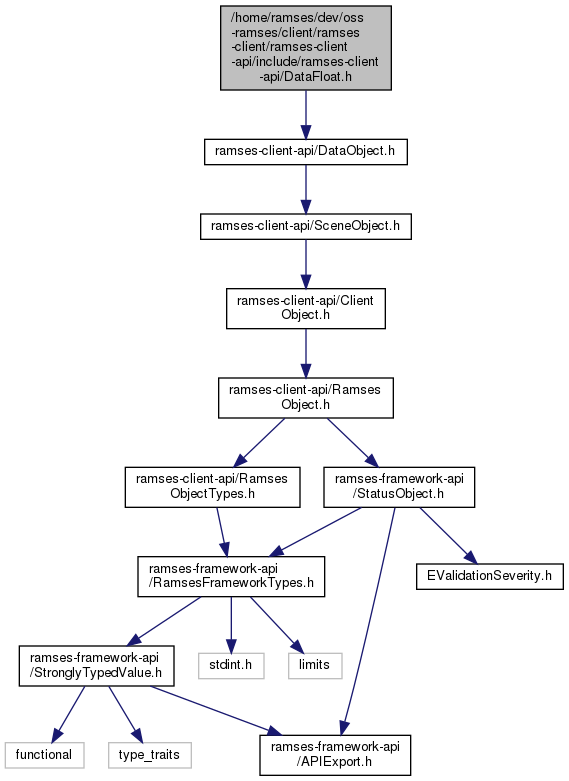 /home/ramses/dev/oss
-ramses/client/ramses
-client/ramses-client
-api/include/ramses-client
-api/DataFloat.h
ramses-client-api/DataObject.h
ramses-client-api/SceneObject.h
ramses-client-api/Client
Object.h
ramses-client-api/Ramses
Object.h
ramses-client-api/Ramses
ObjectTypes.h
ramses-framework-api
/StatusObject.h
ramses-framework-api
/RamsesFrameworkTypes.h
EValidationSeverity.h
ramses-framework-api
/StronglyTypedValue.h
stdint.h
limits
functional
type_traits
ramses-framework-api
/APIExport.h